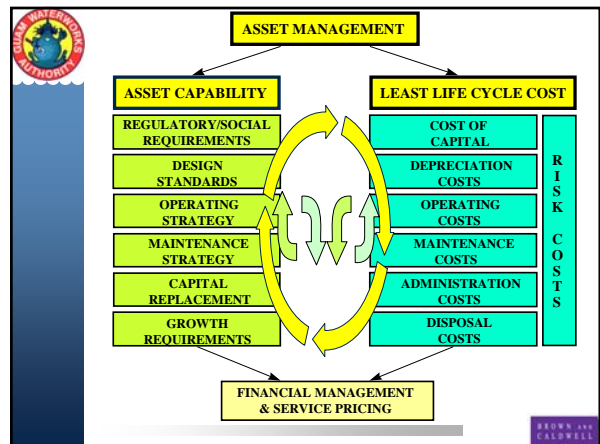 GUAM WATERWORKS
AUTHORITY
ASSET MANAGEMENT
ASSET CAPABILITY
REGULATORY/SOCIAL
REQUIREMENTS
DESIGN
STANDARDS
OPERATING
STRATEGY
MAINTENANCE
STRATEGY
CAPITAL
REPLACEMENT
GROWTH
REQUIREMENTS
LEAST LIFE CYCLE COST
COST OF
CAPITAL
DEPRECIATION
COSTS
OPERATING
COSTS
MAINTENANCE
COSTS
ADMINISTRATION
COSTS
DISPOSAL
COSTS
RISK COSTS
FINANCIAL MANAGEMENT
& SERVICE PRICING
BROWN AND
CALDWELL